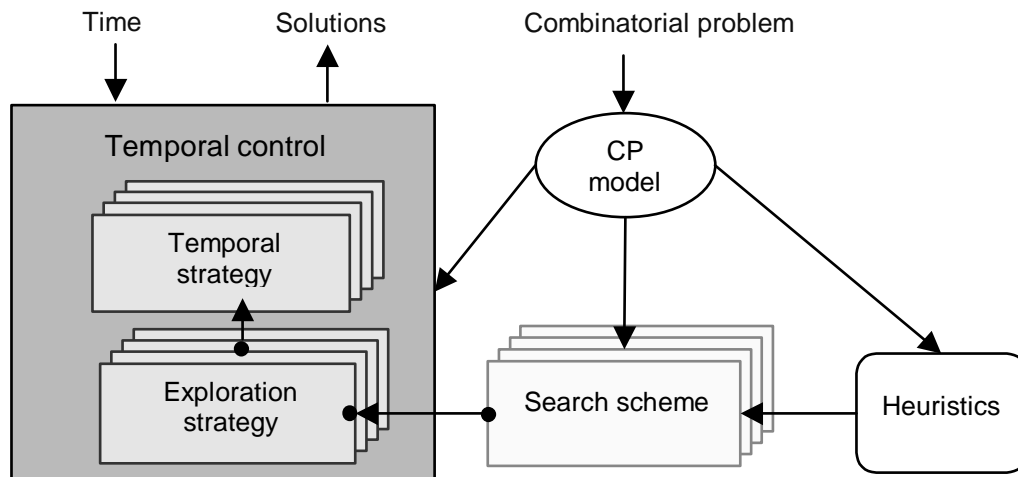 Time
Solutions
Combinatorial problem
Temporal control
CP
model
Temporal
strategy
Exploration
strategy
Search scheme
Heuristics